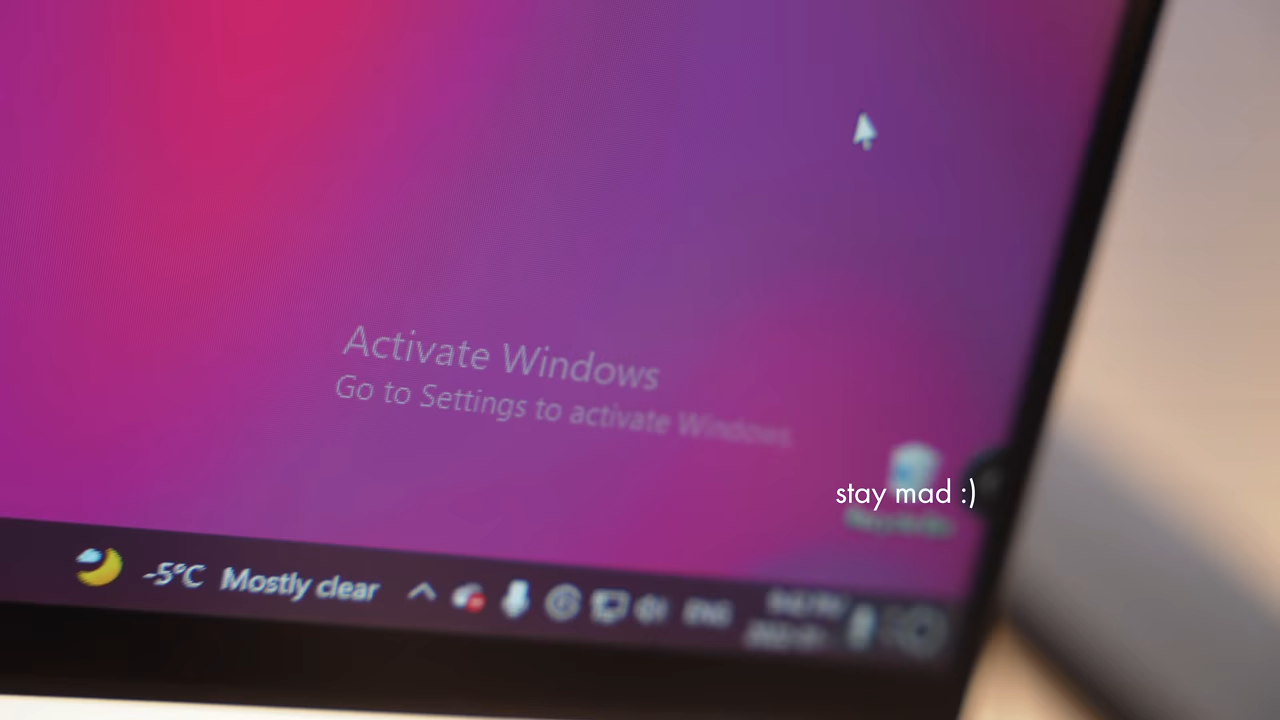 Activate Windows
Go to Settings to activate Windows.
stay mad :)
-5°C Mostly clear
ENG